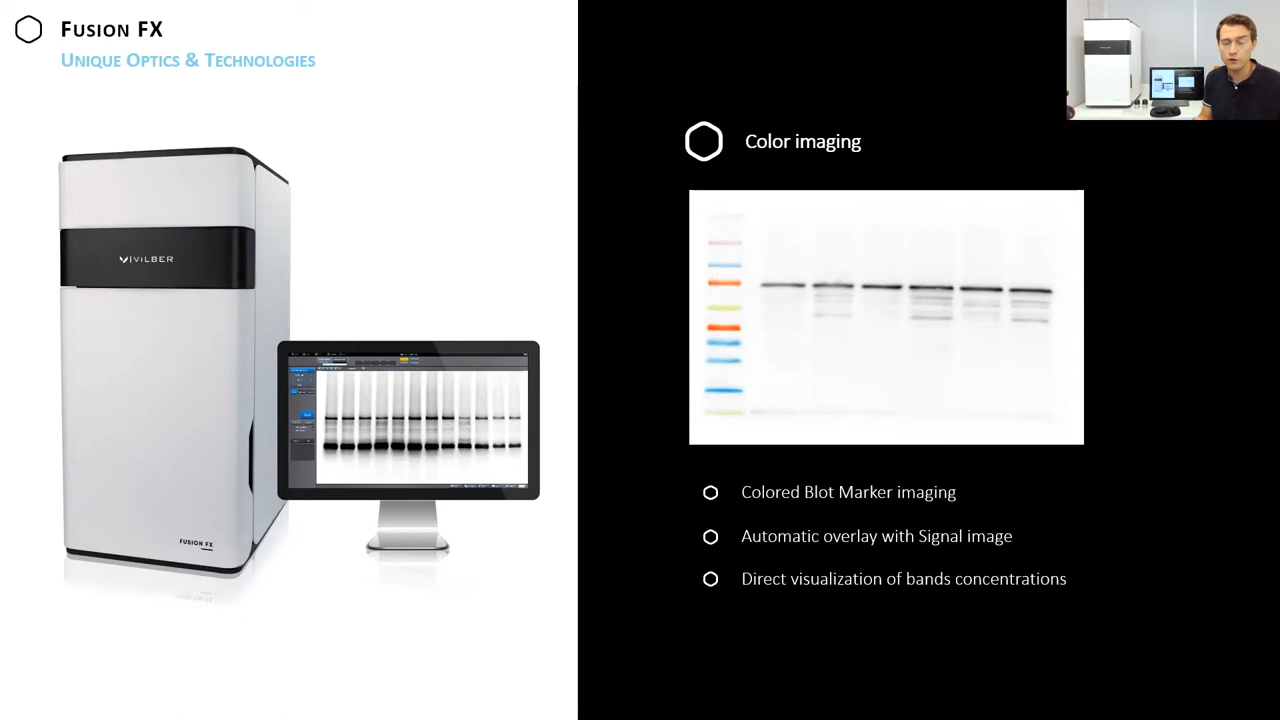 FUSION FX
UNIQUE OPTICS & TECHNOLOGIES
VILBER
FUSION FX
Color imaging
Colored Blot Marker imaging
Automatic overlay with Signal image
Direct visualization of bands concentrations